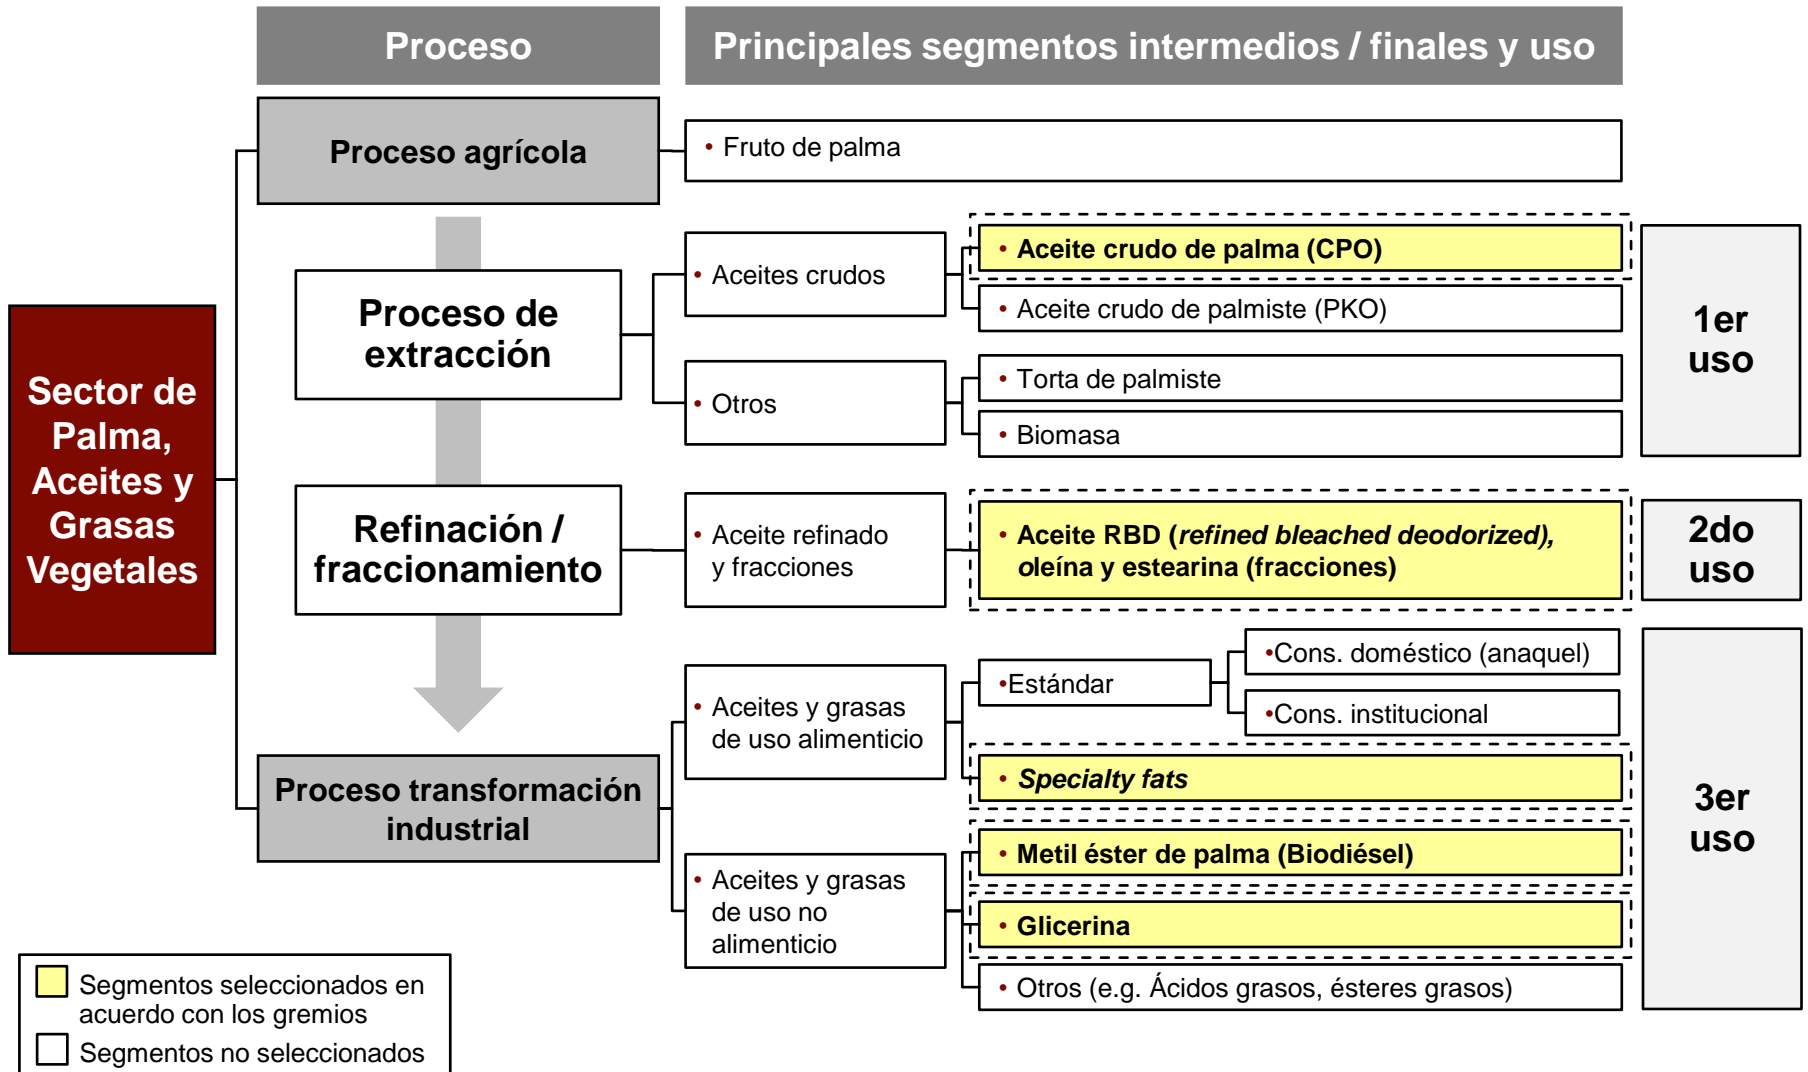 Proceso
Principales segmentos intermedios / finales y uso
Proceso agrícola
• Fruto de palma
Sector de
Palma,
Aceites y
Grasas
Vegetales
Proceso de
extracción
• Aceites crudos
• Aceite crudo de palma (CPO)
• Aceite crudo de palmiste (PKO)
• Otros
• Torta de palmiste
• Biomasa
1er
uso
Refinación /
fraccionamiento
• Aceite refinado
y fracciones
• Aceite RBD (refined bleached deodorized),
oleína y estearina (fracciones)
2do
uso
Proceso transformación
industrial
• Aceites y grasas
de uso alimenticio
•Estándar
•Cons. doméstico (anaquel)
•Cons. institucional
• Specialty fats
• Aceites y grasas
de uso no
alimenticio
• Metil éster de palma (Biodiésel)
• Glicerina
• Otros (e.g. Ácidos grasos, ésteres grasos)
3er
uso
Segmentos seleccionados en
acuerdo con los gremios
Segmentos no seleccionados